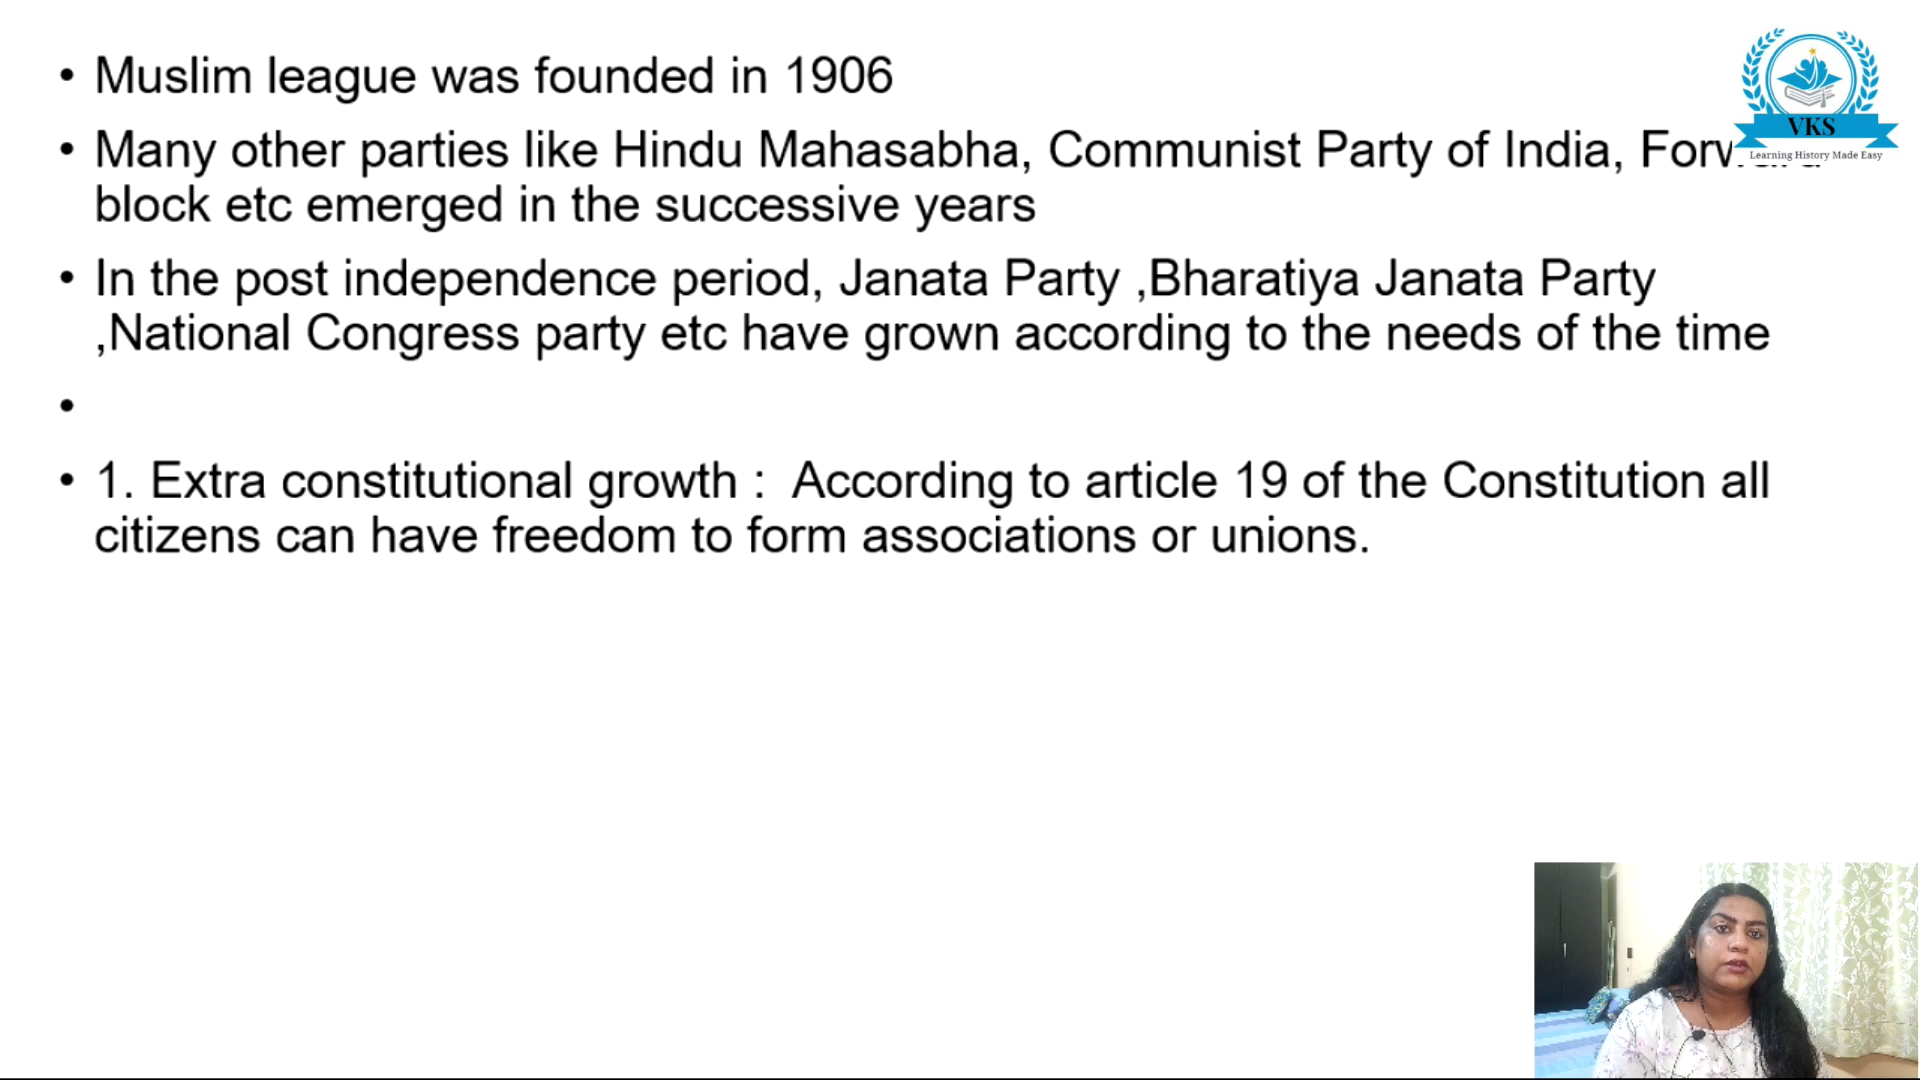 • Muslim league was founded in 1906
• Many other parties like Hindu Mahasabha, Communist Party of India,
block etc emerged in the successive years
• In the post independence period, Janata Party ,Bharatiya Janata Party
,National Congress party etc have grown according to the needs of the time
•
• 1. Extra constitutional growth : According to article 19 of the Constitution all
citizens can have freedom to form associations or unions.
VKS
Learning History Made Easy